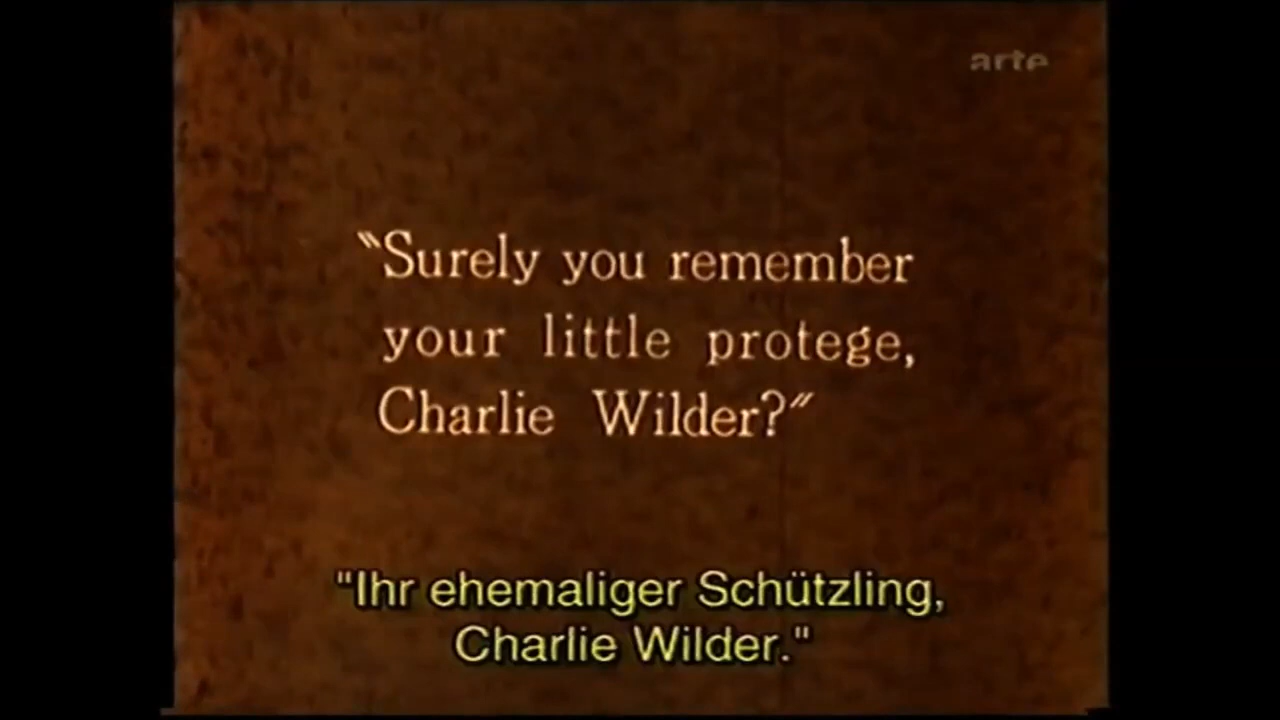 arte
“Surely you remember
your little protege,
Charlie Wilder?”
"Ihr ehemaliger Schützling,
Charlie Wilder."